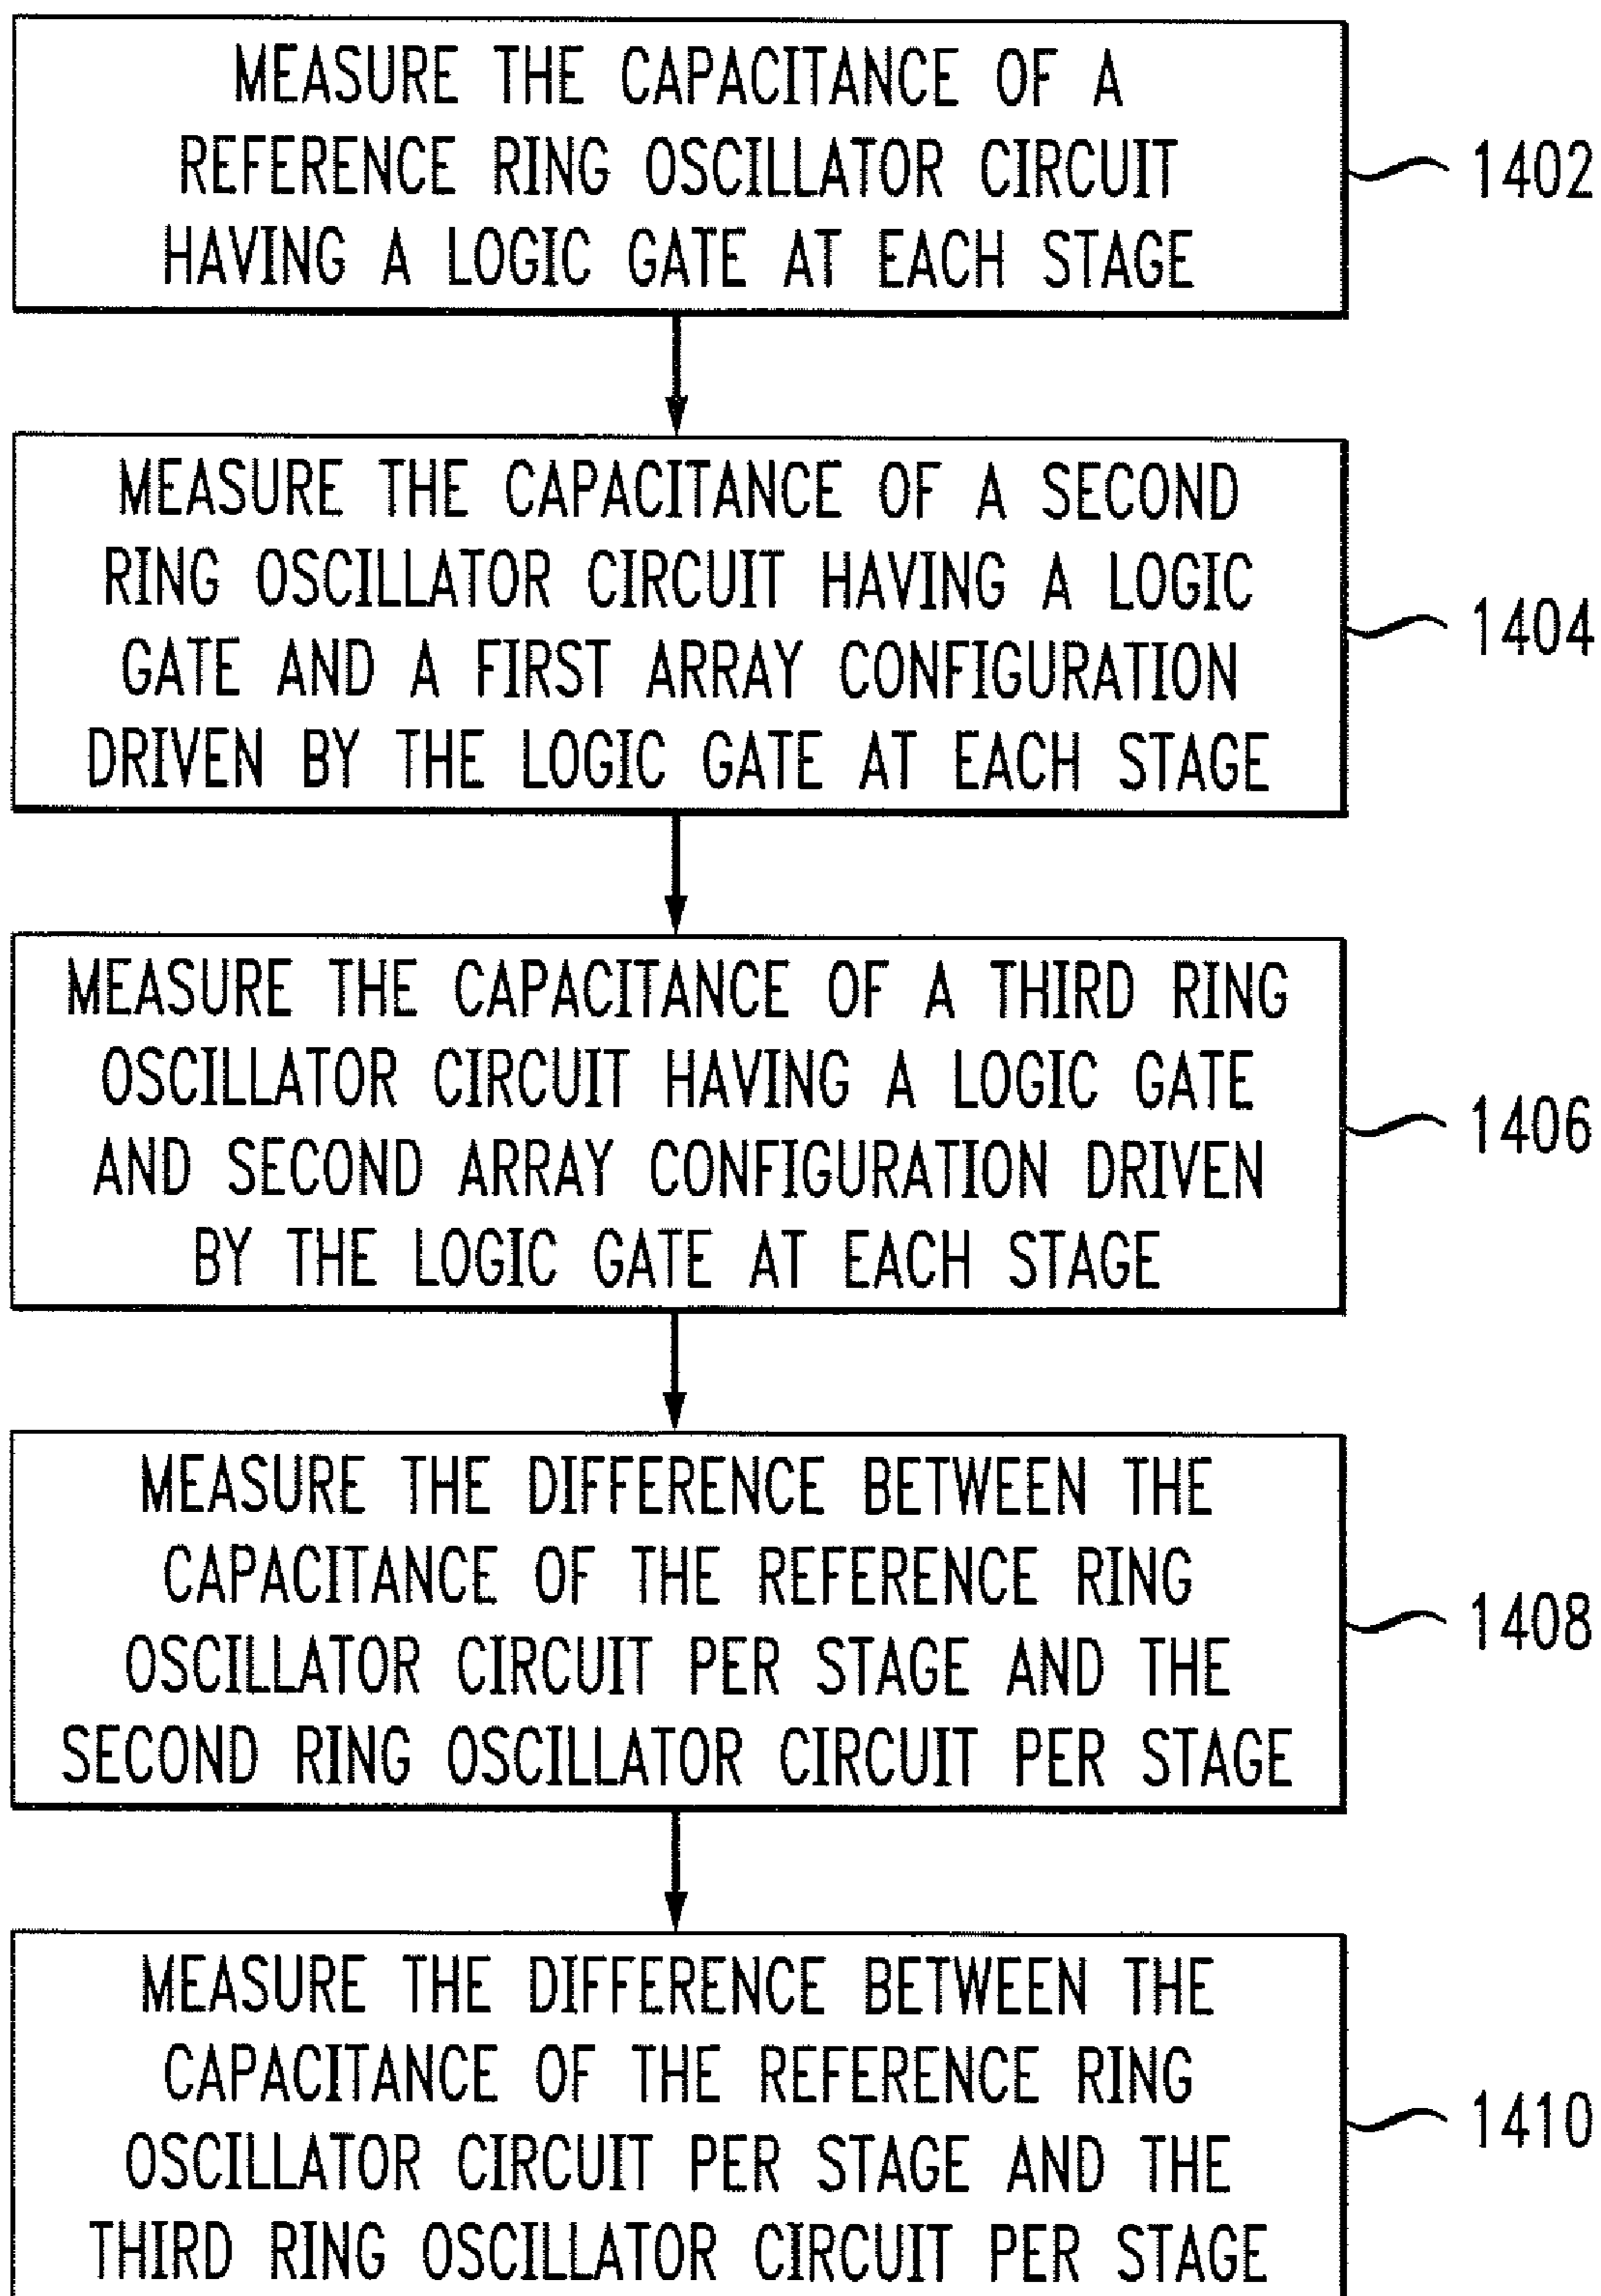 MEASURE THE CAPACITANCE OF A
REFERENCE RING OSCILLATOR CIRCUIT
HAVING A LOGIC GATE AT EACH STAGE
1402
MEASURE THE CAPACITANCE OF A SECOND
RING OSCILLATOR CIRCUIT HAVING A LOGIC
GATE AND A FIRST ARRAY CONFIGURATION
DRIVEN BY THE LOGIC GATE AT EACH STAGE
1404
MEASURE THE CAPACITANCE OF A THIRD RING
OSCILLATOR CIRCUIT HAVING A LOGIC GATE
AND SECOND ARRAY CONFIGURATION DRIVEN
BY THE LOGIC GATE AT EACH STAGE
1406
MEASURE THE DIFFERENCE BETWEEN THE
CAPACITANCE OF THE REFERENCE RING
OSCILLATOR CIRCUIT PER STAGE AND THE
SECOND RING OSCILLATOR CIRCUIT PER STAGE
1408
MEASURE THE DIFFERENCE BETWEEN THE
CAPACITANCE OF THE REFERENCE RING
OSCILLATOR CIRCUIT PER STAGE AND THE
THIRD RING OSCILLATOR CIRCUIT PER STAGE
1410